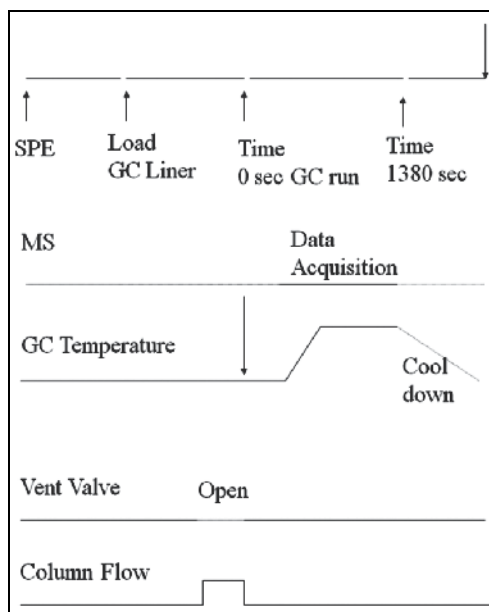 SPE
Load
GC Liner
Time
0 sec GC run
Time
1380 sec
MS
Data
Acquisition
GC Temperature
Cool
down
Vent Valve
Open
Column Flow